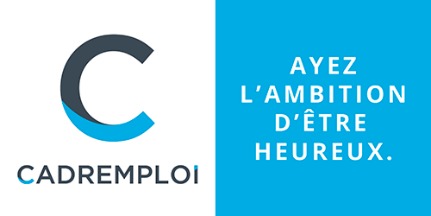 CADREMPLOI
AYEZ
L'AMBITION
D'ÊTRE
HEUREUX.